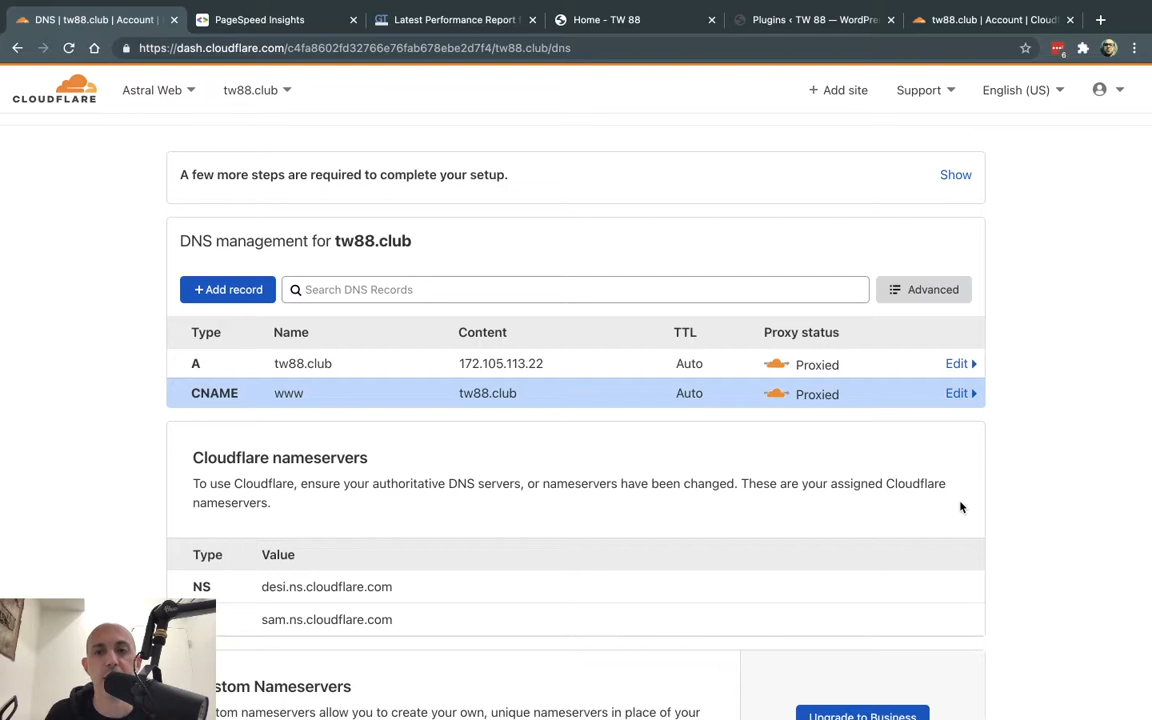 DNS | tw88.club | Account |
PageSpeed Insights
Latest Performance Report f
Home - TW 88
Plugins ‹ TW 88 — WordPre
tw88.club | Account | Cloudf
https://dash.cloudflare.com/c4fa8602fd32766e76fab678ebe2d7f4/tw88.club/dns
6
CLOUDFLARE
Astral Web
tw88.club
+ Add site
Support
English (US)
A few more steps are required to complete your setup.
Show
DNS management for tw88.club
+ Add record
Search DNS Records
Advanced
Type Name Content TTL Proxy status
A tw88.club 172.105.113.22 Auto Proxied Edit
CNAME www tw88.club Auto Proxied Edit
Cloudflare nameservers
To use Cloudflare, ensure your authoritative DNS servers, or nameservers have been changed. These are your assigned Cloudflare
nameservers.
Type Value
NS desi.ns.cloudflare.com
sam.ns.cloudflare.com
stom Nameservers
tom nameservers allow you to create your own, unique nameservers in place of your
Upgrade to Business